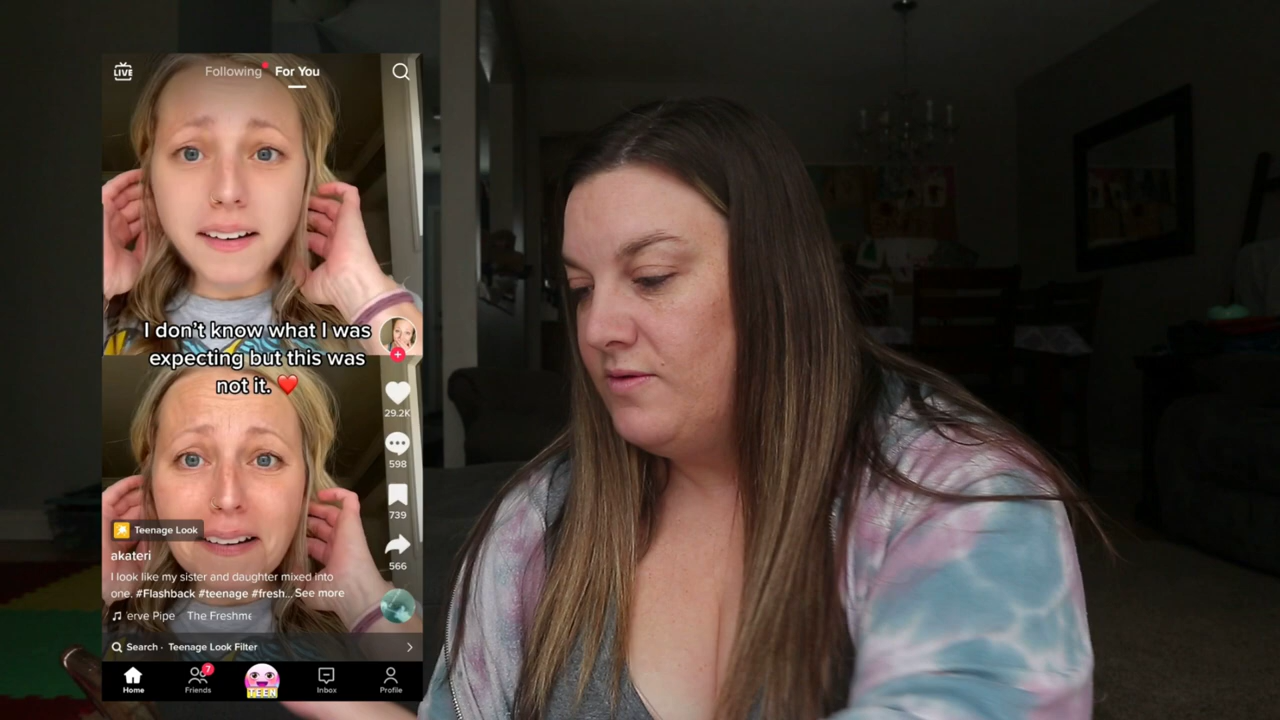 LIVE
Following For You
I don't know what I was
expecting but this was
not it. ❤️
29.2K
598
739
566
Teenage Look
akateri
I look like my sister and daughter mixed into
one. #Flashback #teenage #fresh...See more
erve Pipe The Freshme
Search · Teenage Look Filter
7
TEEN
Home
Friends
Inbox
Profile